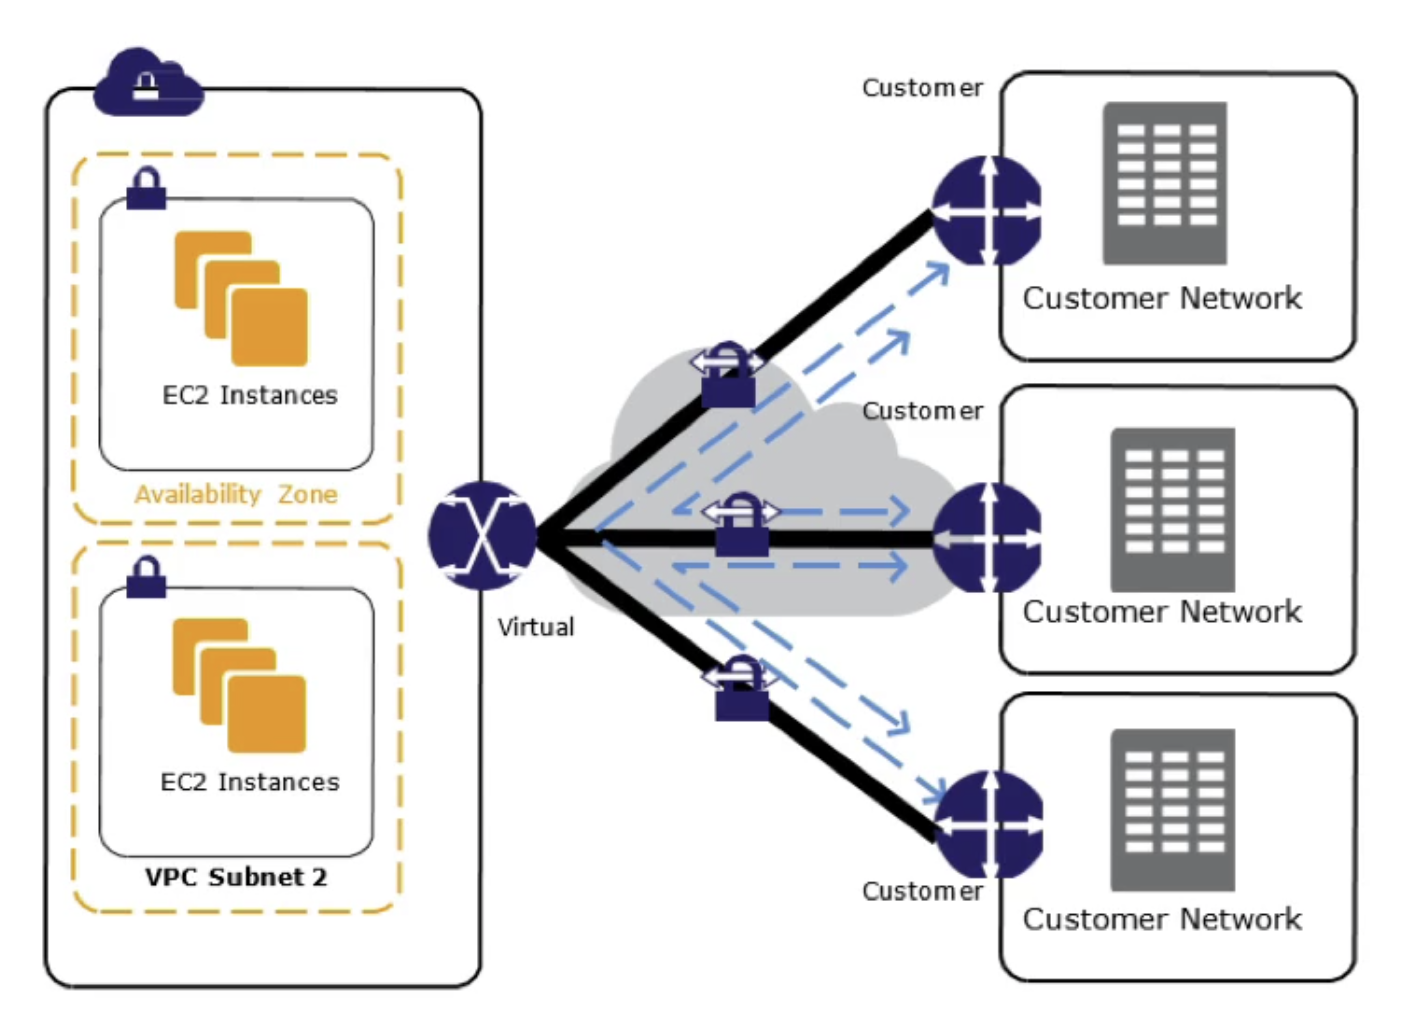 EC2 Instances
Availability Zone
EC2 Instances
VPC Subnet 2
Virtual
Customer
Customer Network
Customer
Customer Network
Customer
Customer Network